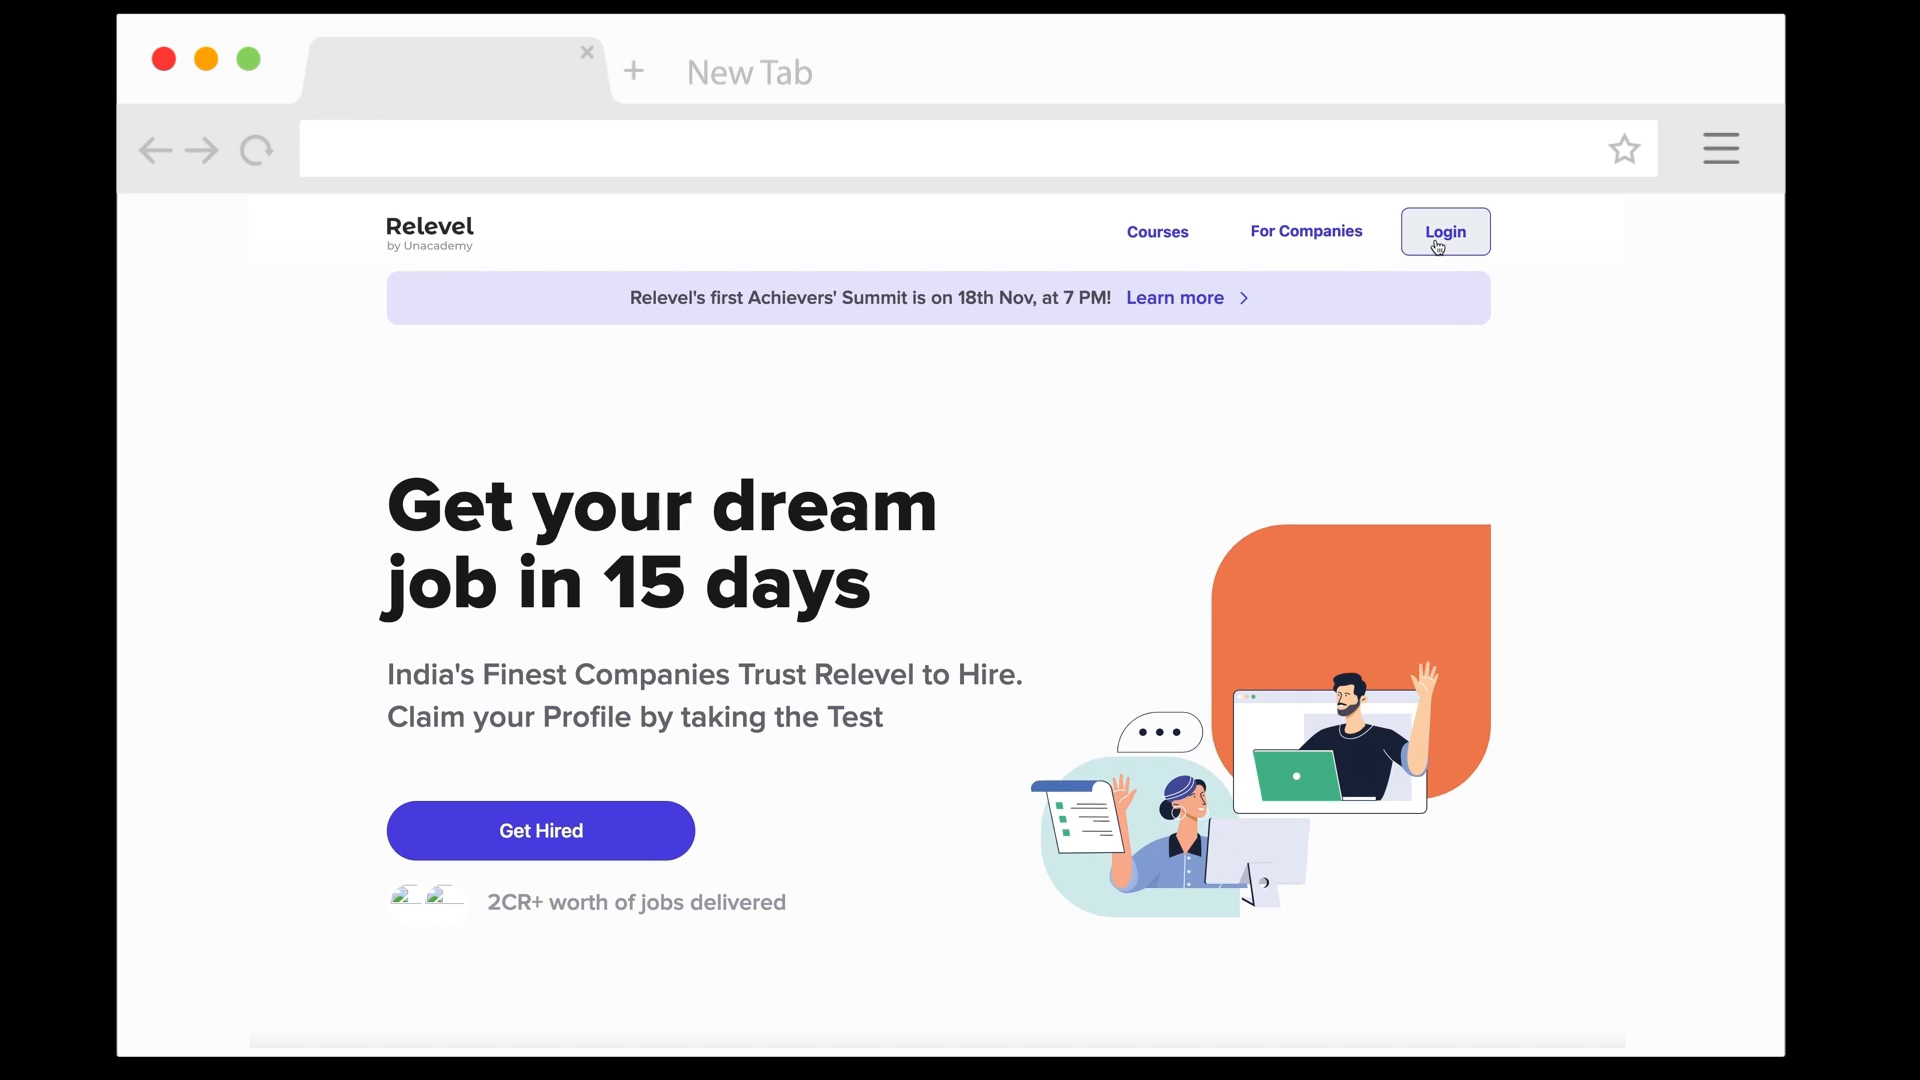 New Tab
Relevel
by Unacademy
Courses
For Companies
Login
Relevel's first Achievers' Summit is on 18th Nov, at 7 PM! Learn more
Get your dream
job in 15 days
India's Finest Companies Trust Relevel to Hire.
Claim your Profile by taking the Test
Get Hired
2CR+ worth of jobs delivered